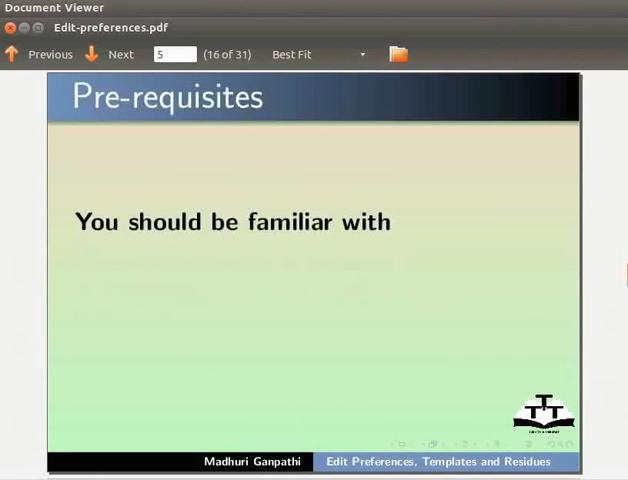 Document Viewer
Edit-preferences.pdf
Previous Next 5 (16 of 31) Best Fit
Pre-requisites
You should be familiar with
Madhuri Ganpathi Edit Preferences, Templates and Residues